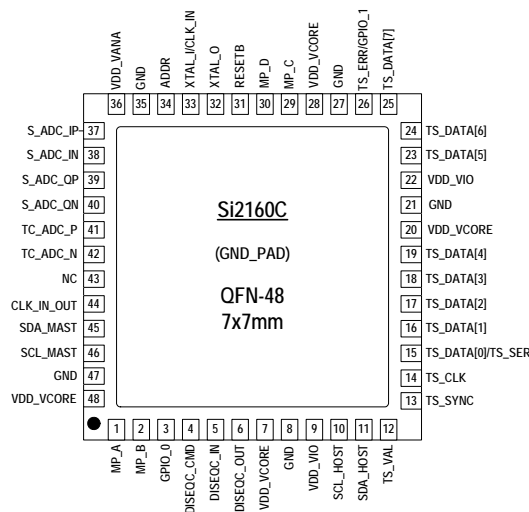 VDD_VANA
GND
ADDR
XTAL_I/CLK_IN
XTAL_O
RESETB
MP_D
MP_C
VDD_VCORE
GND
TS_ERR/GPIO_1
TS_DATA[7]
36 35 34 33 32 31 30 29 28 27 26 25
S_ADC_IP 37
S_ADC_IN 38
S_ADC_QP 39
S_ADC_QN 40
TC_ADC_P 41
TC_ADC_N 42
NC 43
CLK_IN_OUT 44
SDA_MAST 45
SCL_MAST 46
GND 47
VDD_VCORE 48
Si2160C
(GND_PAD)
QFN-48
7x7mm
24 TS_DATA[6]
23 TS_DATA[5]
22 VDD_VIO
21 GND
20 VDD_VCORE
19 TS_DATA[4]
18 TS_DATA[3]
17 TS_DATA[2]
16 TS_DATA[1]
15 TS_DATA[0]/TS_SER
14 TS_CLK
13 TS_SYNC
1 2 3 4 5 6 7 8 9 10 11 12
MP_A
MP_B
GPIO_0
DISEQC_CMD
DISEQC_IN
DISEQC_OUT
VDD_VCORE
GND
VDD_VIO
SCL_HOST
SDA_HOST
TS_VAL